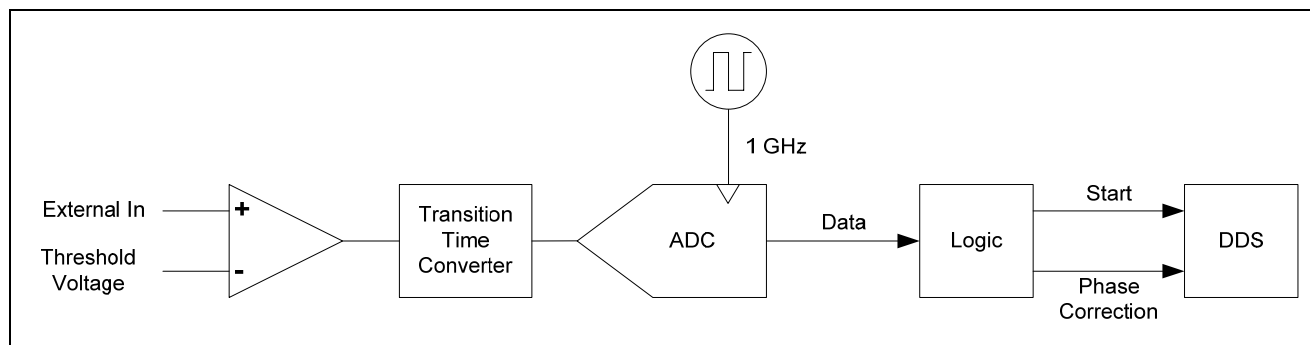 1 GHz
External In
+
Threshold
Voltage
-
Transition
Time
Converter
ADC
Data
Logic
Start
Phase
Correction
DDS